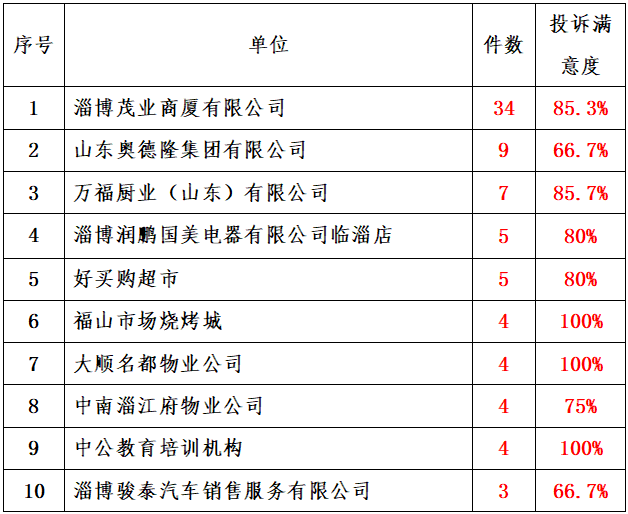 序号 单位 件数 投诉满意度
1 淄博茂业商厦有限公司 34 85.3%
2 山东奥德隆集团有限公司 9 66.7%
3 万福厨业（山东）有限公司 7 85.7%
4 淄博润鹏国美电器有限公司临淄店 5 80%
5 好买购超市 5 80%
6 福山市场烧烤城 4 100%
7 大顺名都物业公司 4 100%
8 中南淄江府物业公司 4 75%
9 中公教育培训机构 4 100%
10 淄博骏泰汽车销售服务有限公司 3 66.7%